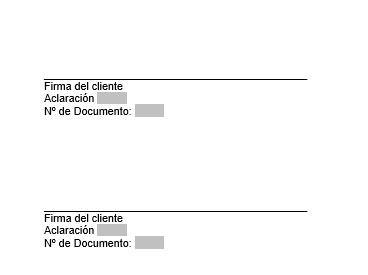 Firma del cliente
Aclaración
Nº de Documento:
Firma del cliente
Aclaración
Nº de Documento: